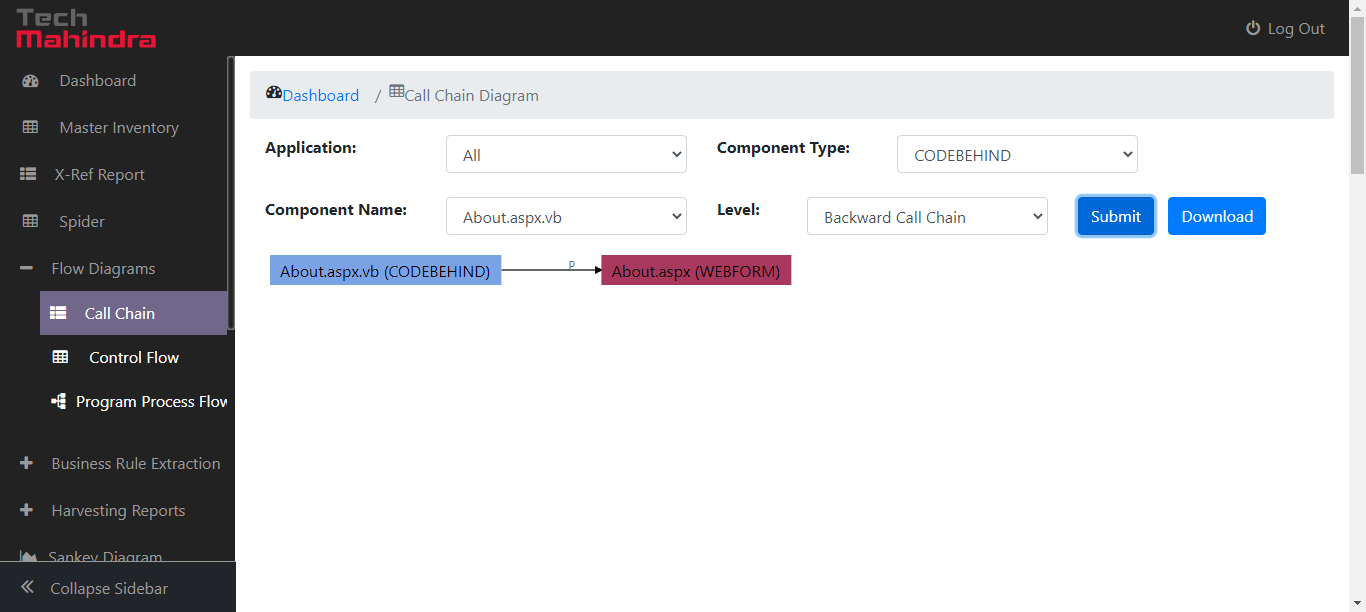 Tech
Mahindra
Log Out
Dashboard
Master Inventory
X-Ref Report
Spider
Flow Diagrams
Call Chain
Control Flow
Program Process Flow
Business Rule Extraction
Harvesting Reports
Sankey Diagram
Collapse Sidebar
Dashboard / Call Chain Diagram
Application: All Component Type: CODEBEHIND
Component Name: About.aspx.vb Level: Backward Call Chain Submit Download
About.aspx.vb (CODEBEHIND) P About.aspx (WEBFORM)